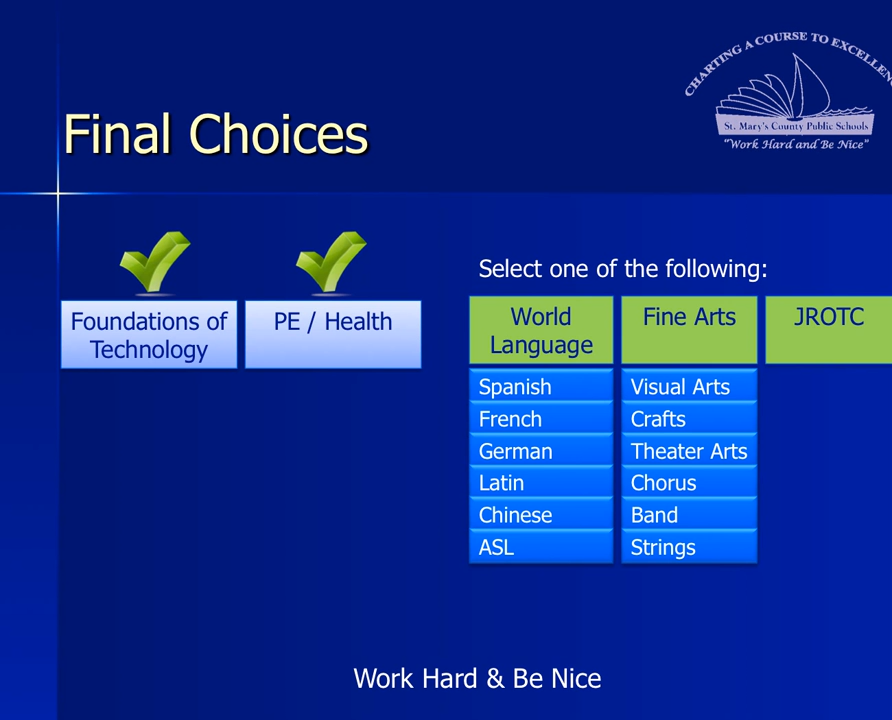 CHARTING A COURSE TO EXCELLEN
St. Mary's County Public Schools
"Work Hard and Be Nice"
Final Choices
Foundations of
Technology
PE / Health
Select one of the following:
World
Language
Fine Arts
JROTC
Spanish
French
German
Latin
Chinese
ASL
Visual Arts
Crafts
Theater Arts
Chorus
Band
Strings
Work Hard & Be Nice